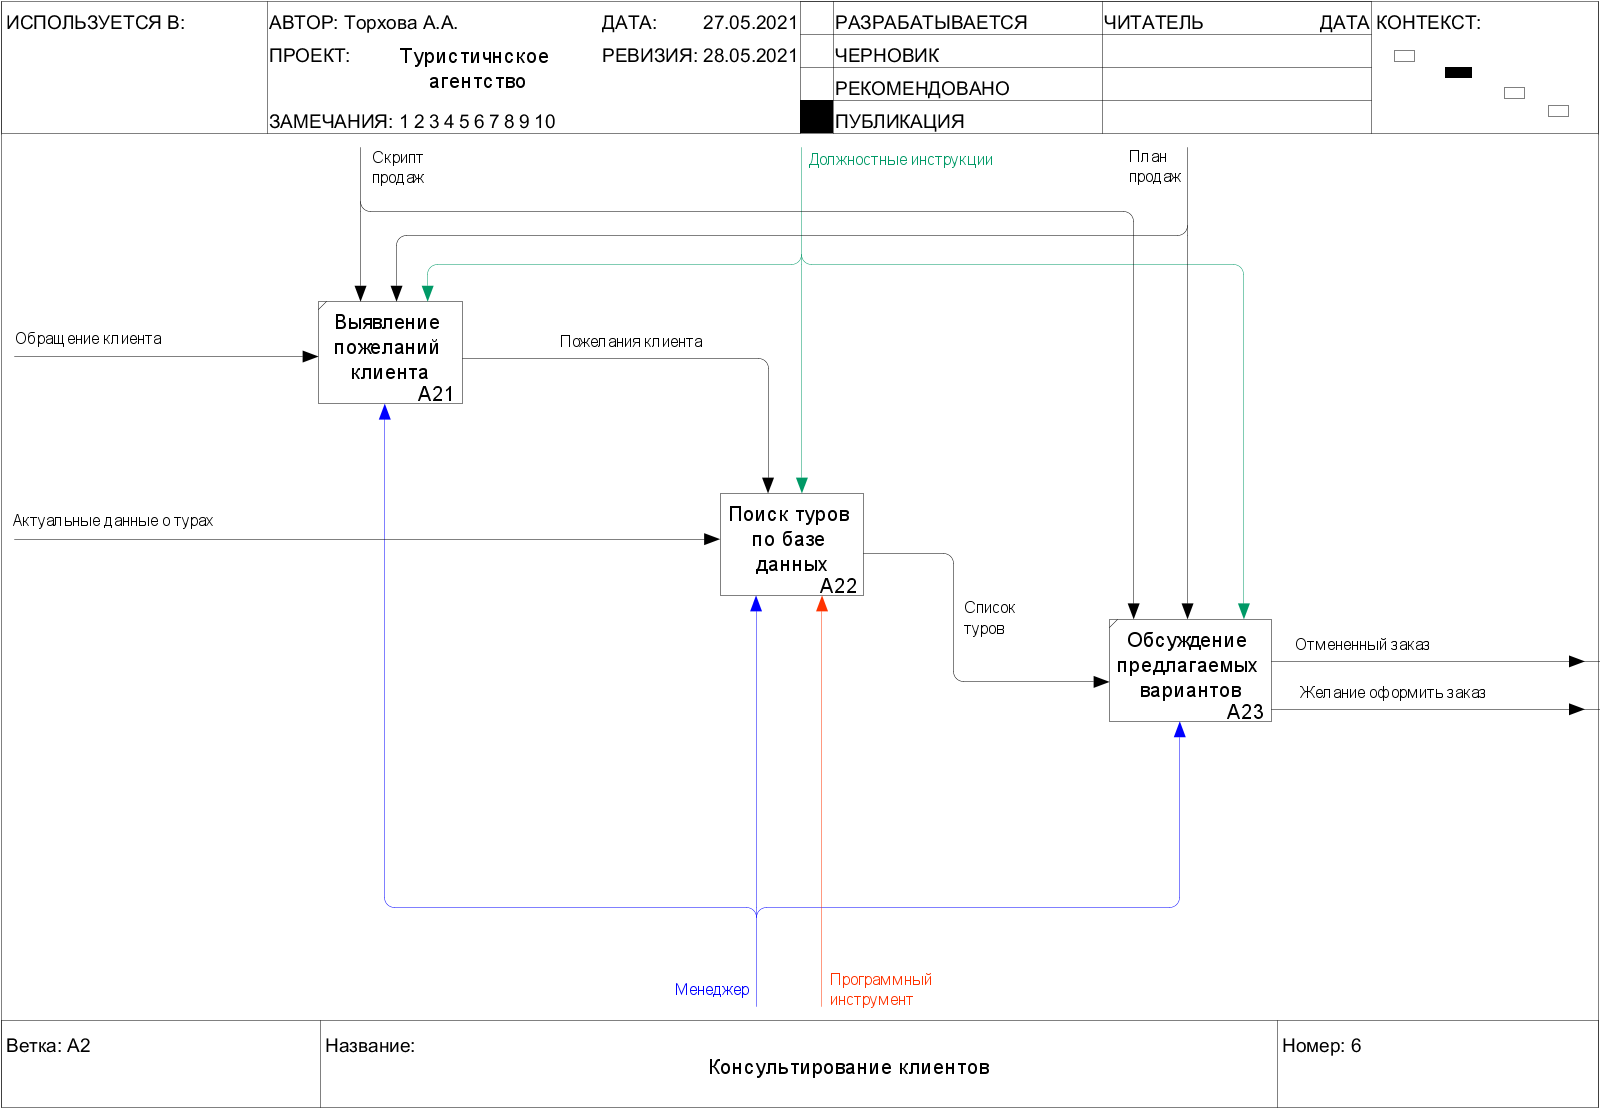 ИСПОЛЬЗУЕТСЯ В:
АВТОР: Торхова А.А.
ДАТА: 27.05.2021
ПРОЕКТ: Туристичнское
агентство
РЕВИЗИЯ: 28.05.2021
ЗАМЕЧАНИЯ: 1 2 3 4 5 6 7 8 9 10
РАЗРАБАТЫВАЕТСЯ
ЧЕРНОВИК
РЕКОМЕНДОВАНО
ПУБЛИКАЦИЯ
ЧИТАТЕЛЬ
ДАТА
КОНТЕКСТ:
Скрипт
продаж
Должностные инструкции
План
продаж
Обращение клиента
Выявление
пожеланий
клиента
A21
Пожелания клиента
Актуальные данные о турах
Поиск туров
по базе
данных
A22
Список
туров
Обсуждение
предлагаемых
вариантов
A23
Отмененный заказ
Желание оформить заказ
Менеджер
Программный
инструмент
Ветка: A2
Название:
Консультирование клиентов
Номер: 6